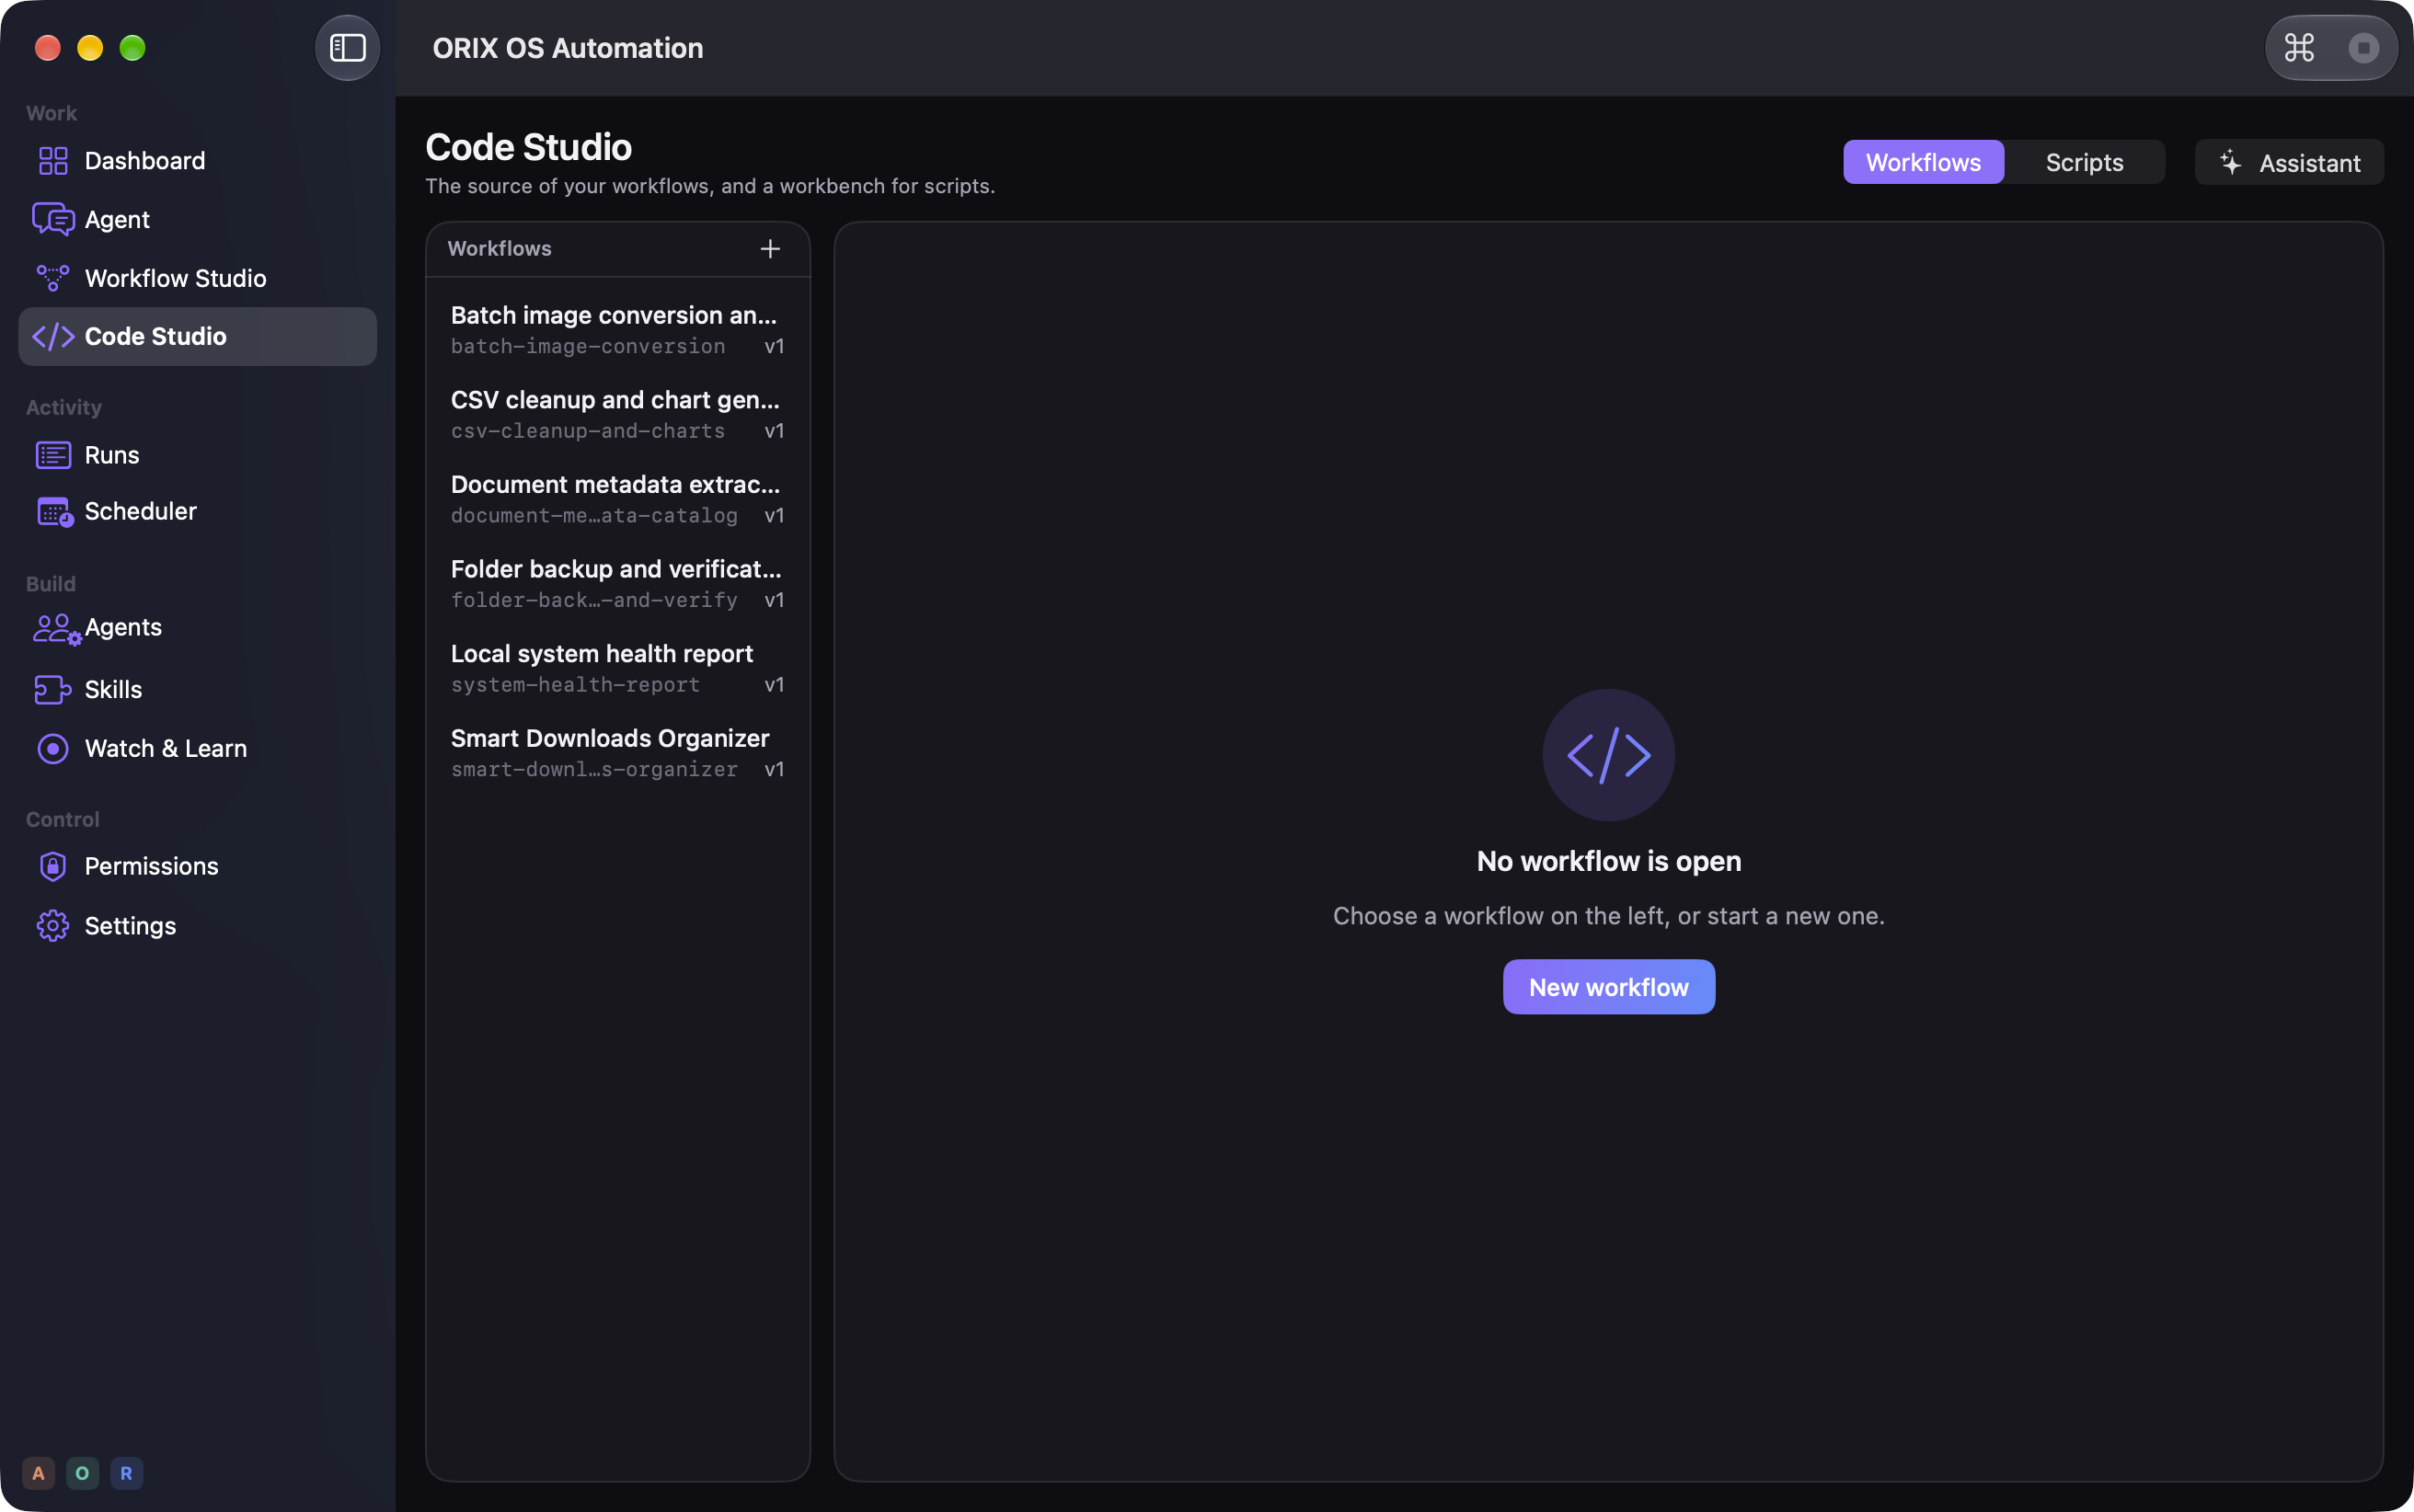 ORIX OS Automation
Work
Dashboard
Agent
Workflow Studio
Code Studio
Activity
Runs
Scheduler
Build
Agents
Skills
Watch & Learn
Control
Permissions
Settings
A O R
Code Studio
The source of your workflows, and a workbench for scripts.
Workflows Scripts Assistant
Workflows
Batch image conversion an...
batch-image-conversion v1
CSV cleanup and chart gen...
csv-cleanup-and-charts v1
Document metadata extrac...
document-me...ata-catalog v1
Folder backup and verificat...
folder-back...-and-verify v1
Local system health report
system-health-report v1
Smart Downloads Organizer
smart-downl...s-organizer v1
No workflow is open
Choose a workflow on the left, or start a new one.
New workflow